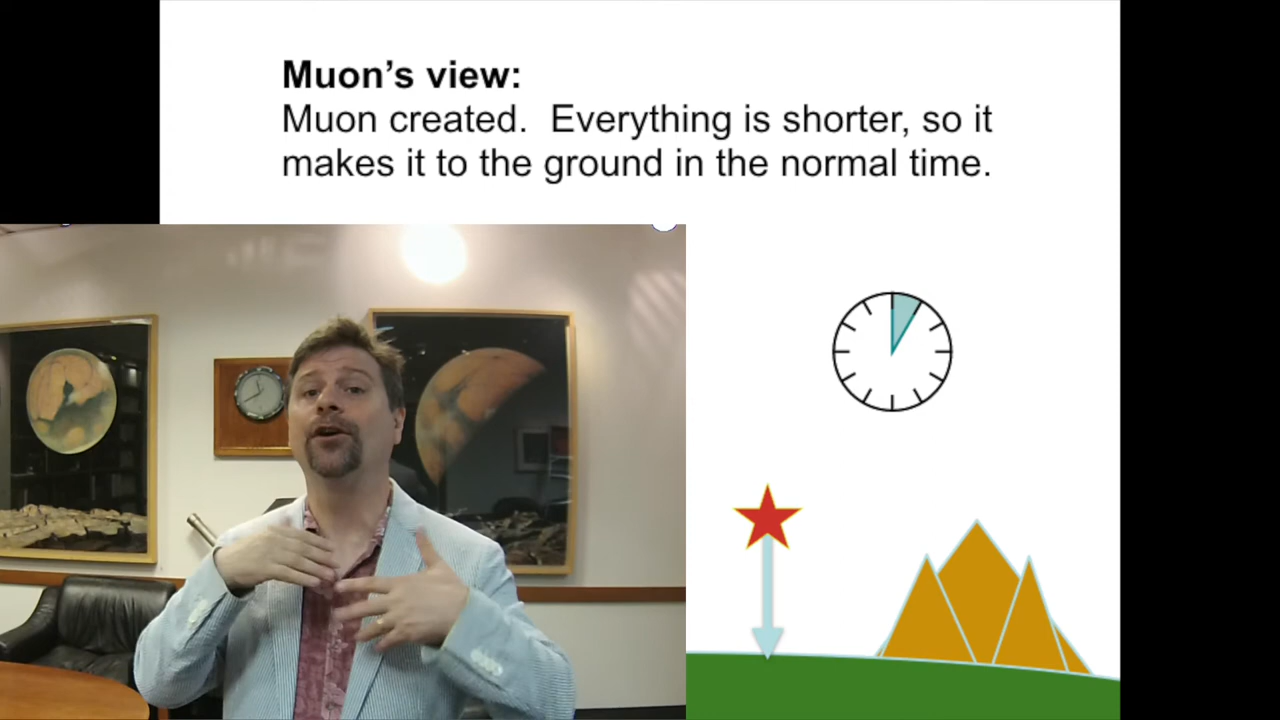 Muon's view:
Muon created.  Everything is shorter, so it
makes it to the ground in the normal time.